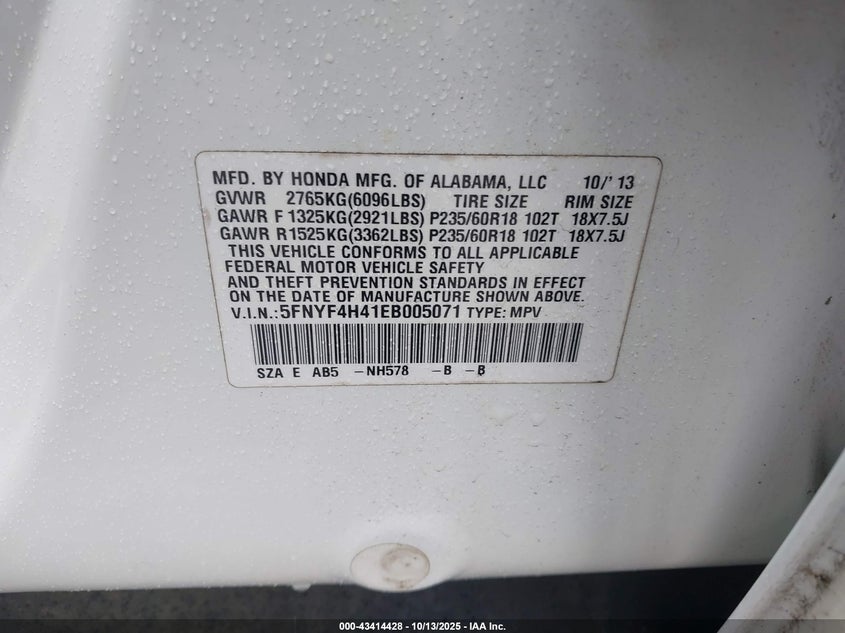 MFD. BY HONDA MFG. OF ALABAMA, LLC 10/'13
GVWR 2765KG(6096LBS) TIRE SIZE RIM SIZE
GAWR F 1325KG(2921LBS) P235/60R18 102T 18X7.5J
GAWR R 1525KG(3362LBS) P235/60R18 102T 18X7.5J
THIS VEHICLE CONFORMS TO ALL APPLICABLE
FEDERAL MOTOR VEHICLE SAFETY
AND THEFT PREVENTION STANDARDS IN EFFECT
ON THE DATE OF MANUFACTURE SHOWN ABOVE.
V.I.N.:5FNYF4H41EB005071 TYPE: MPV
SZA E AB5 -NH578 -B -B
000-43414428 - 10/13/2025 - IAA Inc.